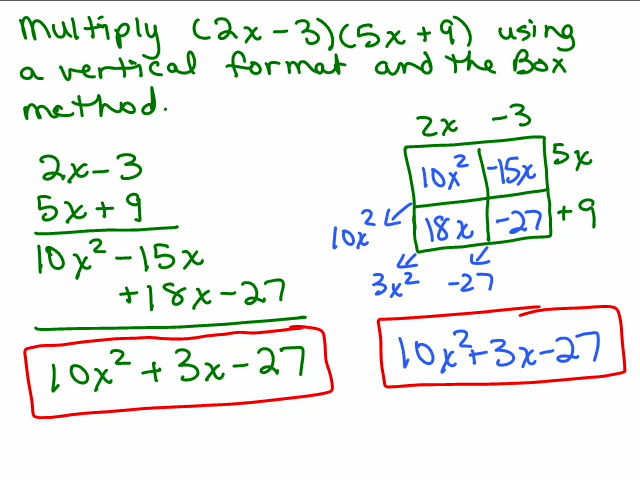 Multiply (2x - 3)(5x + 9) using
a vertical format and the Box
method.
2x - 3
5x + 9
10x² - 15x
+18x - 27
10x² + 3x - 27
2x -3
10x² -15x 5x
18x -27 +9
10x²
3x² -27
10x² + 3x - 27